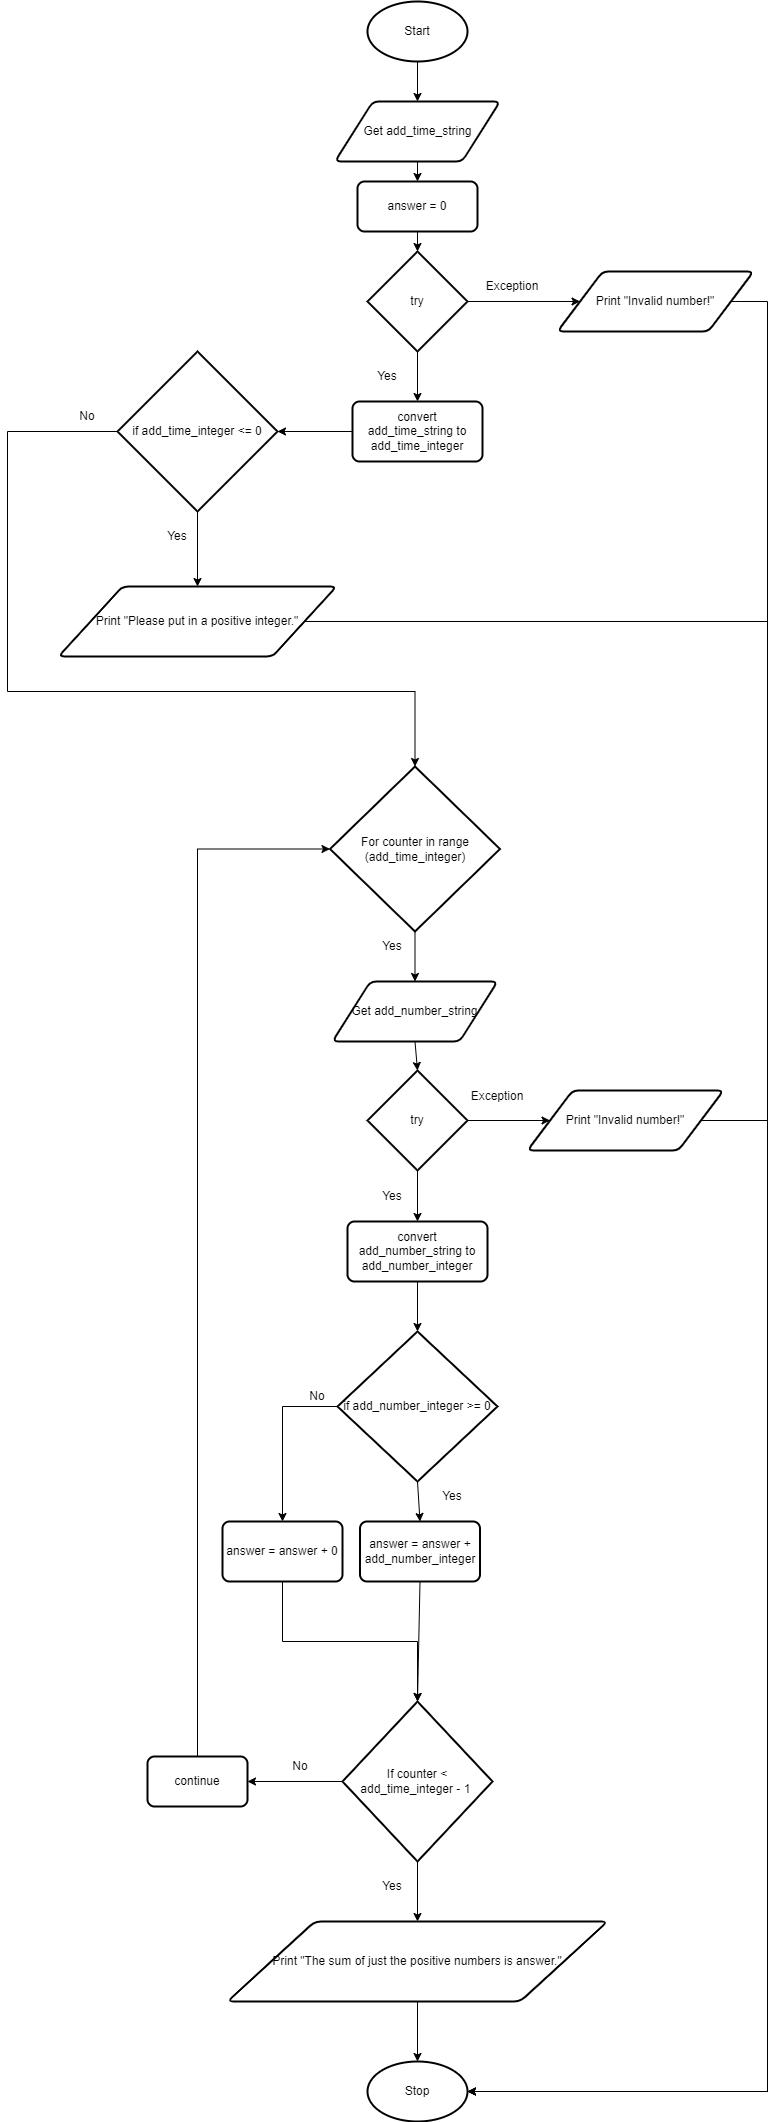 Start
Get add_time_string
answer = 0
try
Exception
Print "Invalid number!"
Yes
convert
add_time_string to
add_time_integer
if add_time_integer <= 0
No
Yes
Print "Please put in a positive integer."
For counter in range
(add_time_integer)
Yes
Get add_number_string
try
Exception
Print "Invalid number!"
Yes
convert
add_number_string to
add_number_integer
if add_number_integer >= 0
No
Yes
answer = answer + 0
answer = answer +
add_number_integer
If counter <
add_time_integer - 1
No
continue
Yes
Print "The sum of just the positive numbers is answer."
Stop